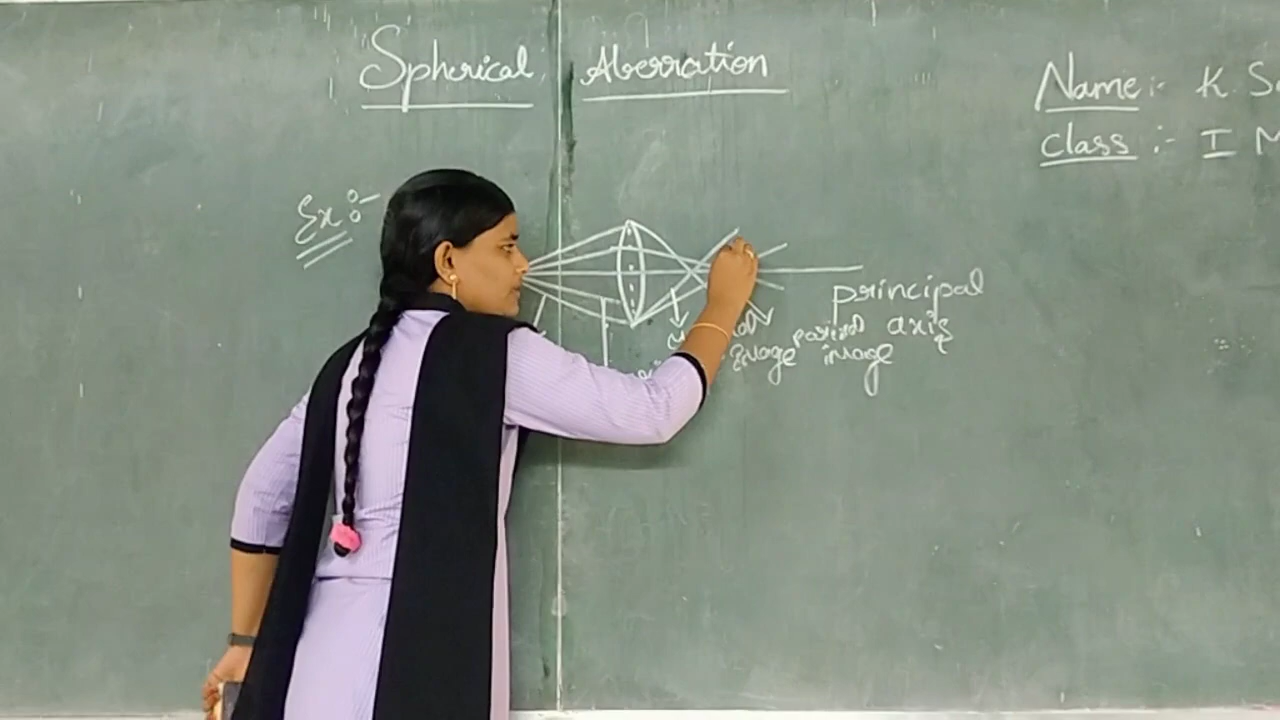 Spherical Aberration
Name:- K.
Class :- I M
Ex:-
principal
axis
image image